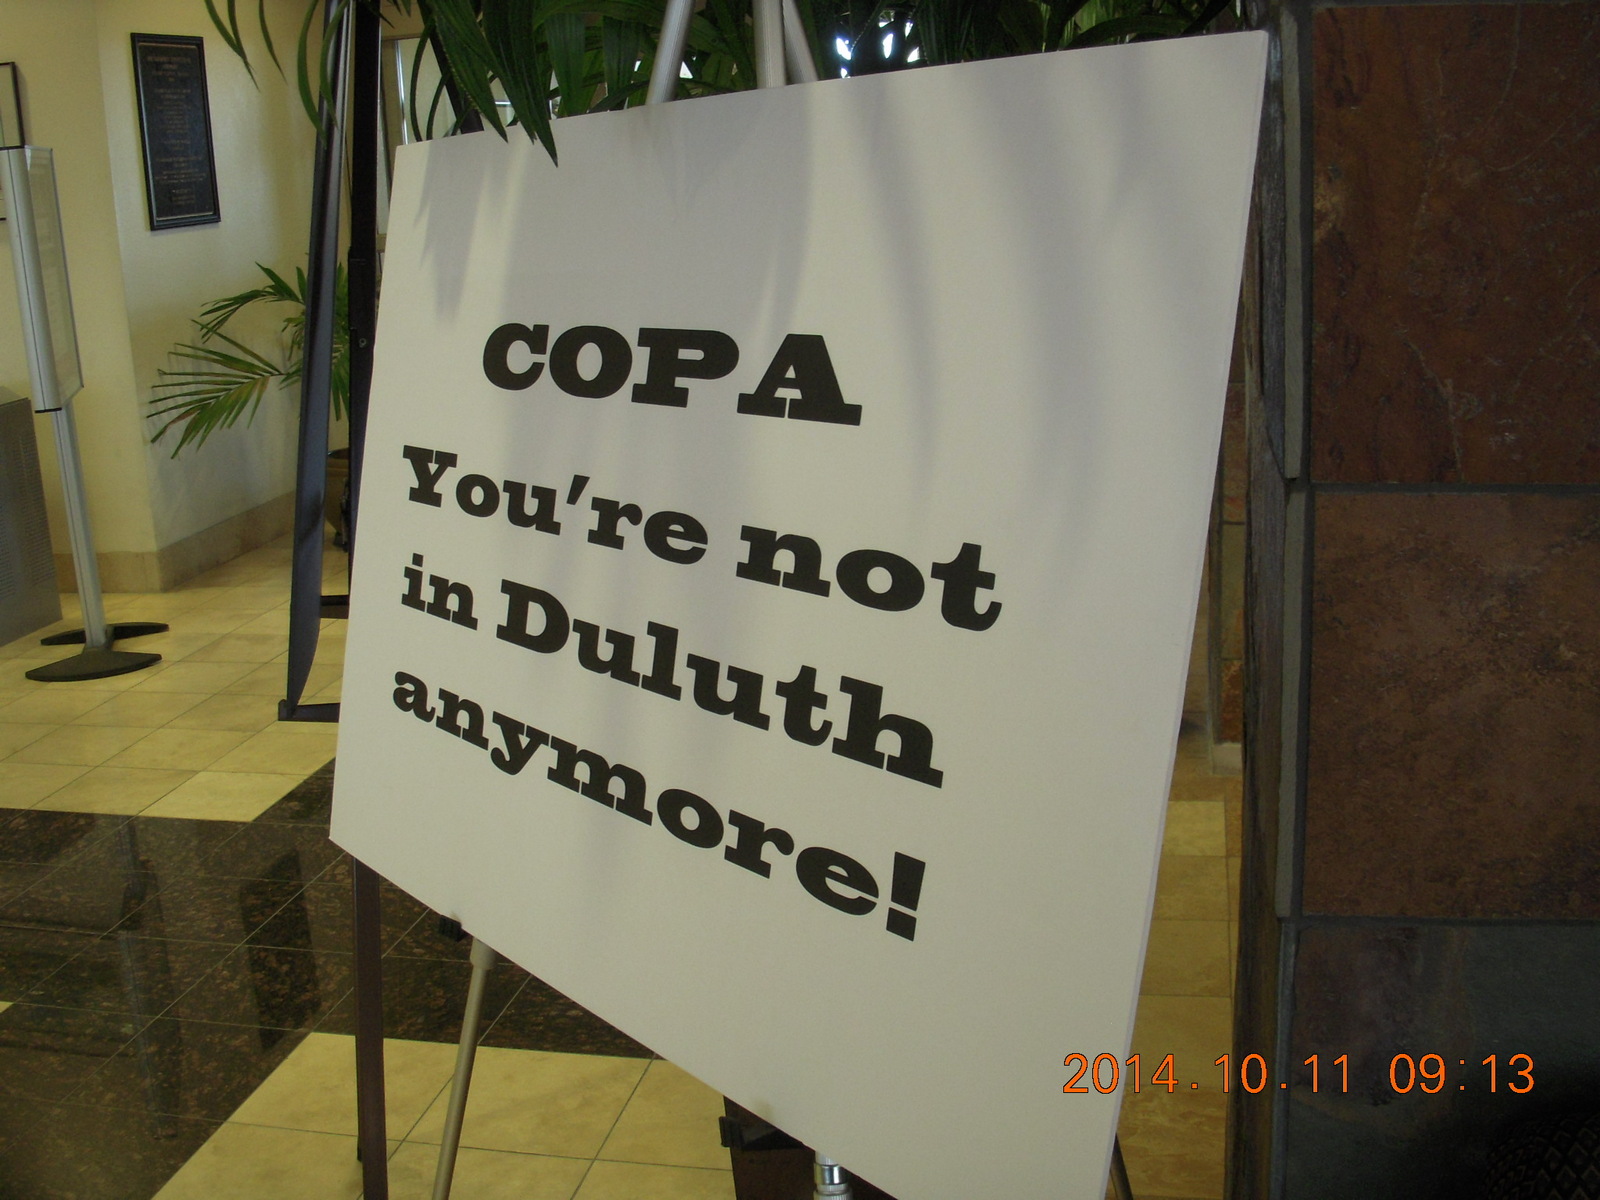 COPA
You're not
in Duluth
anymore!
2014.10.11 09:13